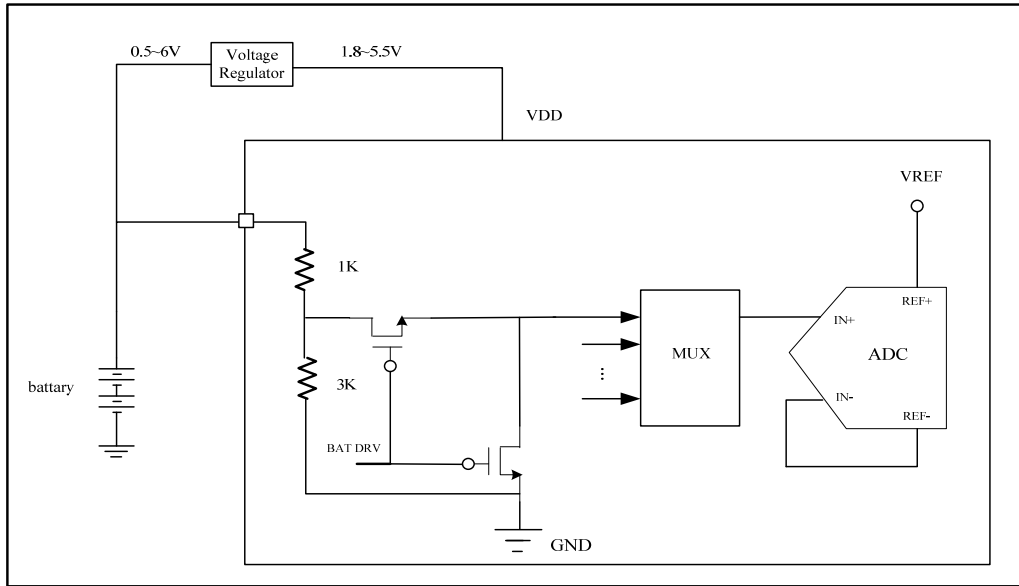 0.5~6V
Voltage
Regulator
1.8~5.5V
VDD
VREF
1K
REF+
IN+
MUX
ADC
battary
3K
...
IN-
REF-
BAT DRV
GND